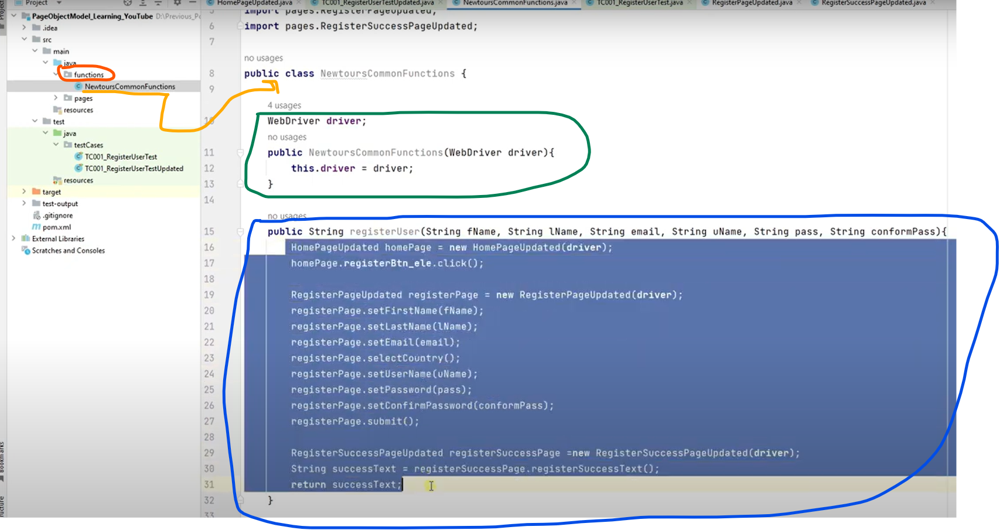 Project
HomePageUpdated.java
TC001_RegisterUserTestUpdated.java
NewtoursCommonFunctions.java
TC001_RegisterUserTest.java
RegisterPageUpdated.java
RegisterSuccessPageUpdated.java
PageObjectModel_Learning_YouTube D:\Previous_P
.idea
src
main
java
functions
NewtoursCommonFunctions
pages
resources
test
java
testCases
TC001_RegisterUserTest
TC001_RegisterUserTestUpdated
resources
target
test-output
.gitignore
pom.xml
External Libraries
Scratches and Consoles
Bookmarks
5 import pages.RegisterPageUpdated;
6 import pages.RegisterSuccessPageUpdated;
7
no usages
8 public class NewtoursCommonFunctions {
9
4 usages
10 WebDriver driver;
no usages
11 public NewtoursCommonFunctions(WebDriver driver){
12 this.driver = driver;
13 }
14
no usages
15 public String registerUser(String fName, String lName, String email, String uName, String pass, String conformPass){
16 HomePageUpdated homePage = new HomePageUpdated(driver);
17 homePage.registerBtn_ele.click();
18
19 RegisterPageUpdated registerPage = new RegisterPageUpdated(driver);
20 registerPage.setFirstName(fName);
21 registerPage.setLastName(lName);
22 registerPage.setEmail(email);
23 registerPage.selectCountry();
24 registerPage.setUserName(uName);
25 registerPage.setPassword(pass);
26 registerPage.setConfirmPassword(conformPass);
27 registerPage.submit();
28
29 RegisterSuccessPageUpdated registerSuccessPage =new RegisterSuccessPageUpdated(driver);
30 String successText = registerSuccessPage.registerSuccessText();
31 return successText;
32 }
33